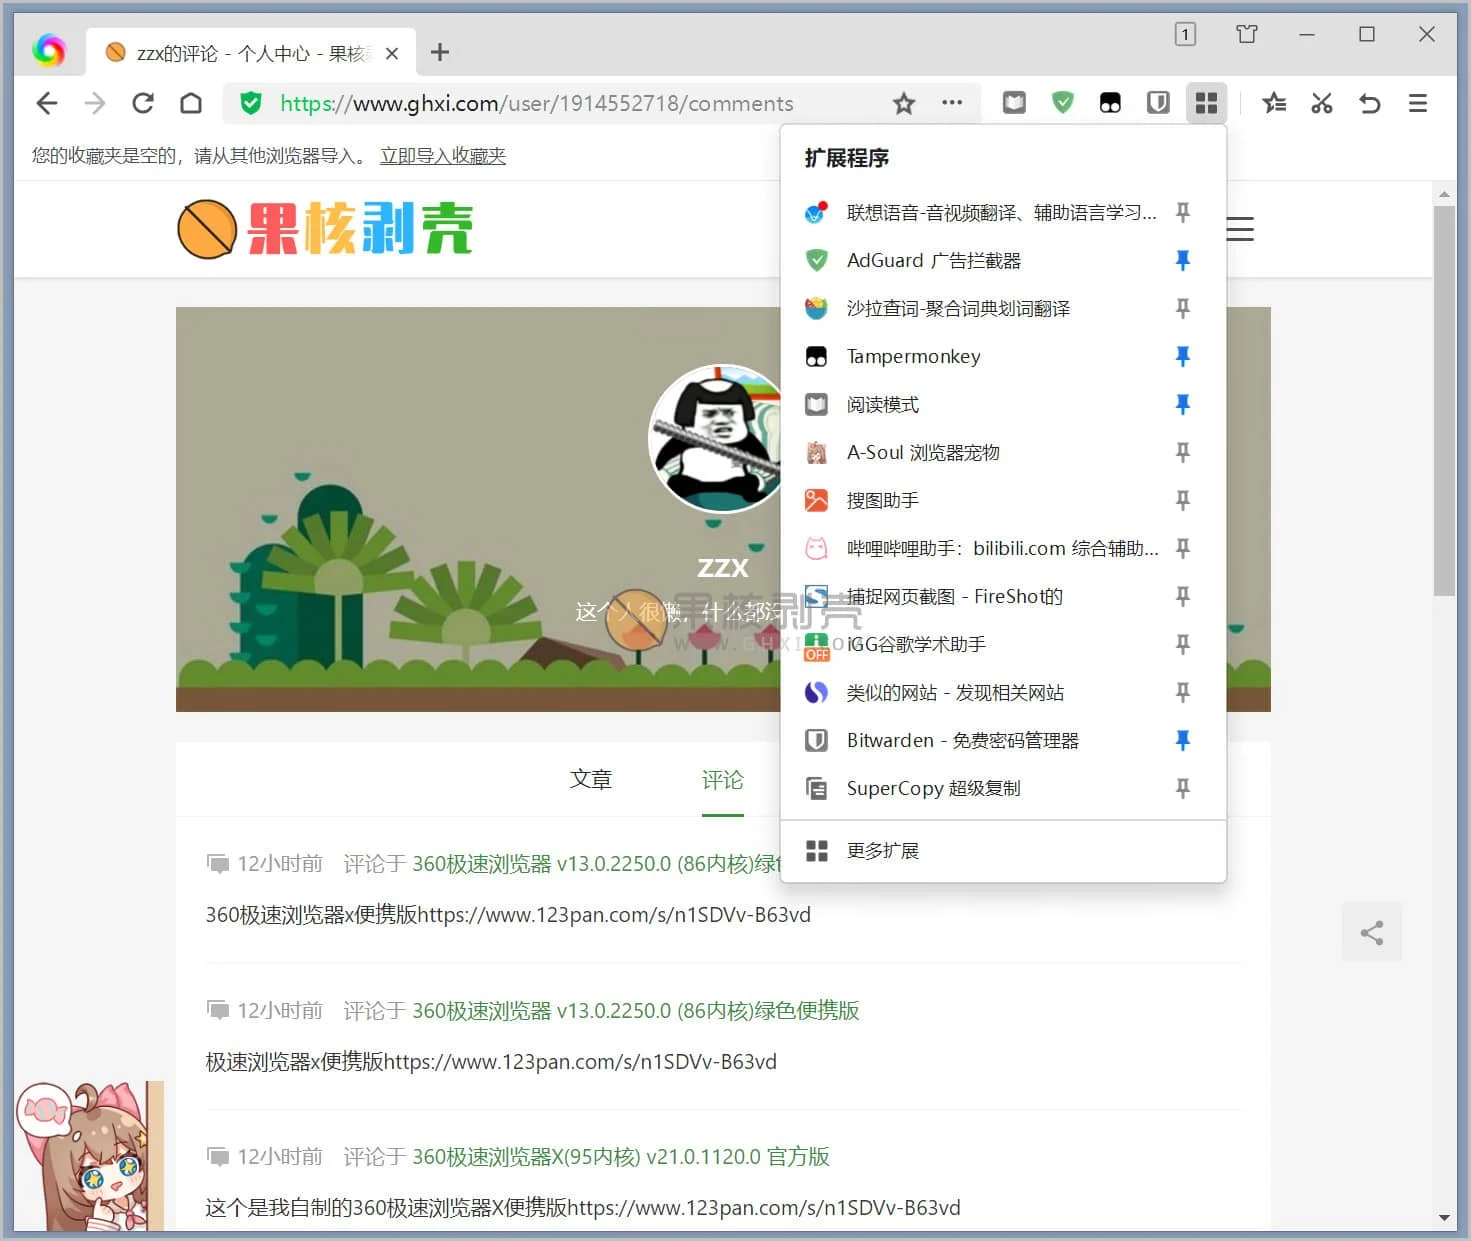 zzx的评论 - 个人中心 - 果核
1
https://www.ghxi.com/user/1914552718/comments
您的收藏夹是空的，请从其他浏览器导入。 立即导入收藏夹
果核剥壳
扩展程序
联想语音-音视频翻译、辅助语言学习...
AdGuard 广告拦截器
沙拉查词-聚合词典划词翻译
Tampermonkey
阅读模式
A-Soul 浏览器宠物
搜图助手
哔哩哔哩助手：bilibili.com 综合辅助...
捕捉网页截图 - FireShot的
OFF
iGG谷歌学术助手
类似的网站 - 发现相关网站
Bitwarden - 免费密码管理器
SuperCopy 超级复制
更多扩展
zzx
这个人很懒，什么都没
果核剥壳
文章 评论
12小时前 评论于 360极速浏览器 v13.0.2250.0 (86内核)绿
360极速浏览器x便携版https://www.123pan.com/s/n1SDVv-B63vd
12小时前 评论于 360极速浏览器 v13.0.2250.0 (86内核)绿色便携版
极速浏览器x便携版https://www.123pan.com/s/n1SDVv-B63vd
12小时前 评论于 360极速浏览器X(95内核) v21.0.1120.0 官方版
这个是我自制的360极速浏览器X便携版https://www.123pan.com/s/n1SDVv-B63vd